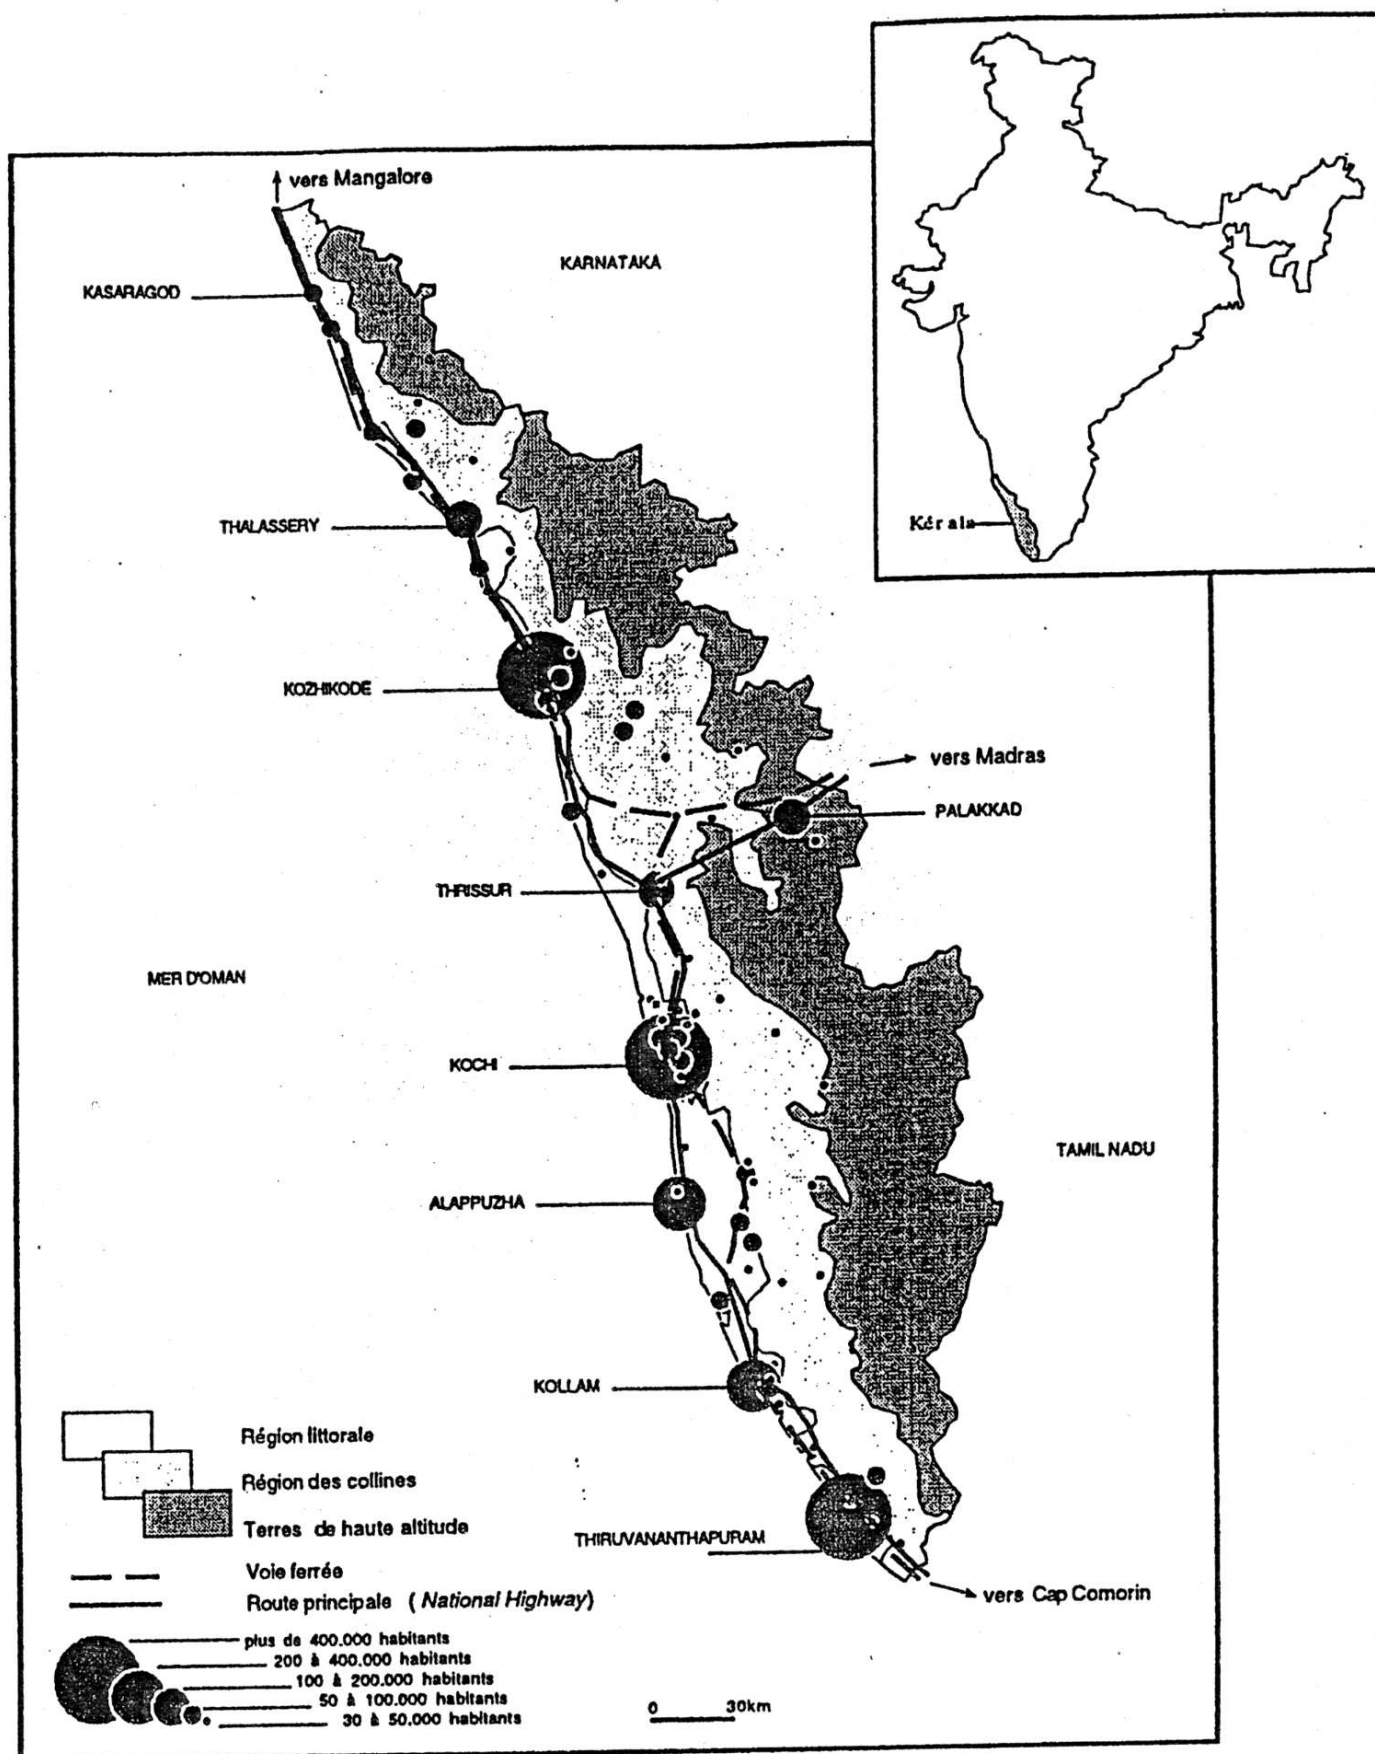 vers Mangalore
KARNATAKA
KASARAGOD
THALASSERY
Kérala
KOZHIKODE
vers Madras
PALAKKAD
THRISSUR
MER D'OMAN
KOCHI
TAMIL NADU
ALAPPUZHA
KOLLAM
Région littorale
Région des collines
Terres de haute altitude
THIRUVANANTHAPURAM
Voie ferrée
Route principale (National Highway)
vers Cap Comorin
plus de 400.000 habitants
200 à 400.000 habitants
100 à 200.000 habitants
50 à 100.000 habitants
30 à 50.000 habitants
0 30km